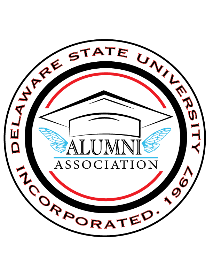 DELAWARE STATE UNIVERSITY
ALUMNI
ASSOCIATION
INCORPORATED. 1967